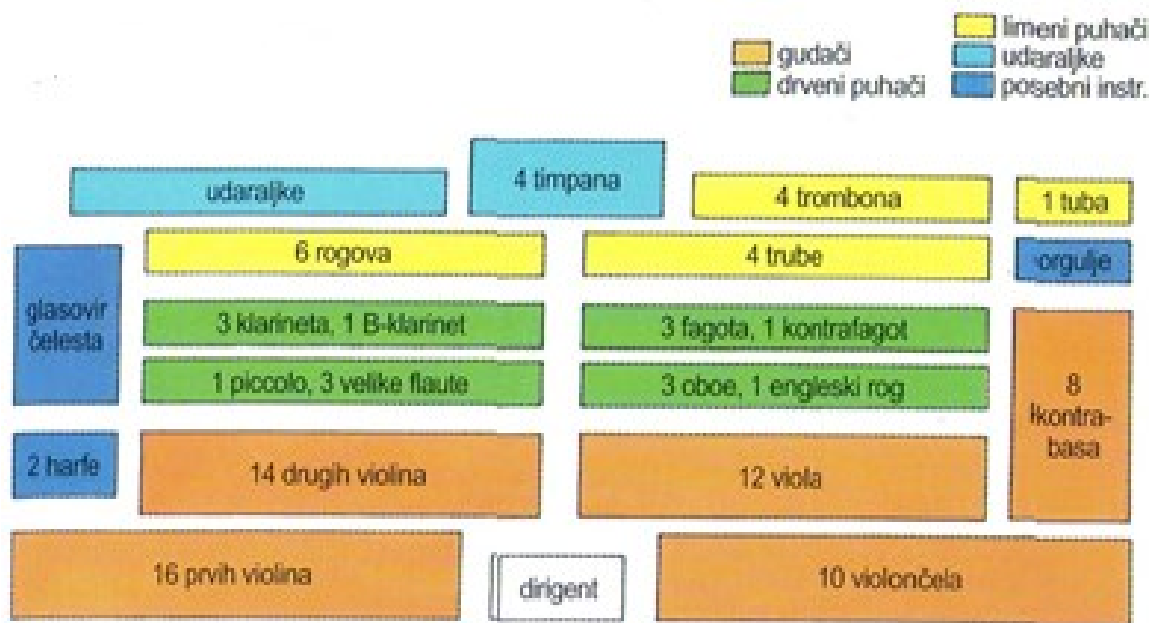 gudači
drveni puhači
limeni puhači
udaraljke
posebni instr.
udaraljke
4 timpana
4 trombona
1 tuba
6 rogova
4 trube
orgulje
glasovir
čelesta
3 klarineta, 1 B-klarinet
3 fagota, 1 kontrafagot
1 piccolo, 3 velike flaute
3 oboe, 1 engleski rog
8
kontra-
basa
2 harfe
14 drugih violina
12 viola
16 prvih violina
dirigent
10 violončela